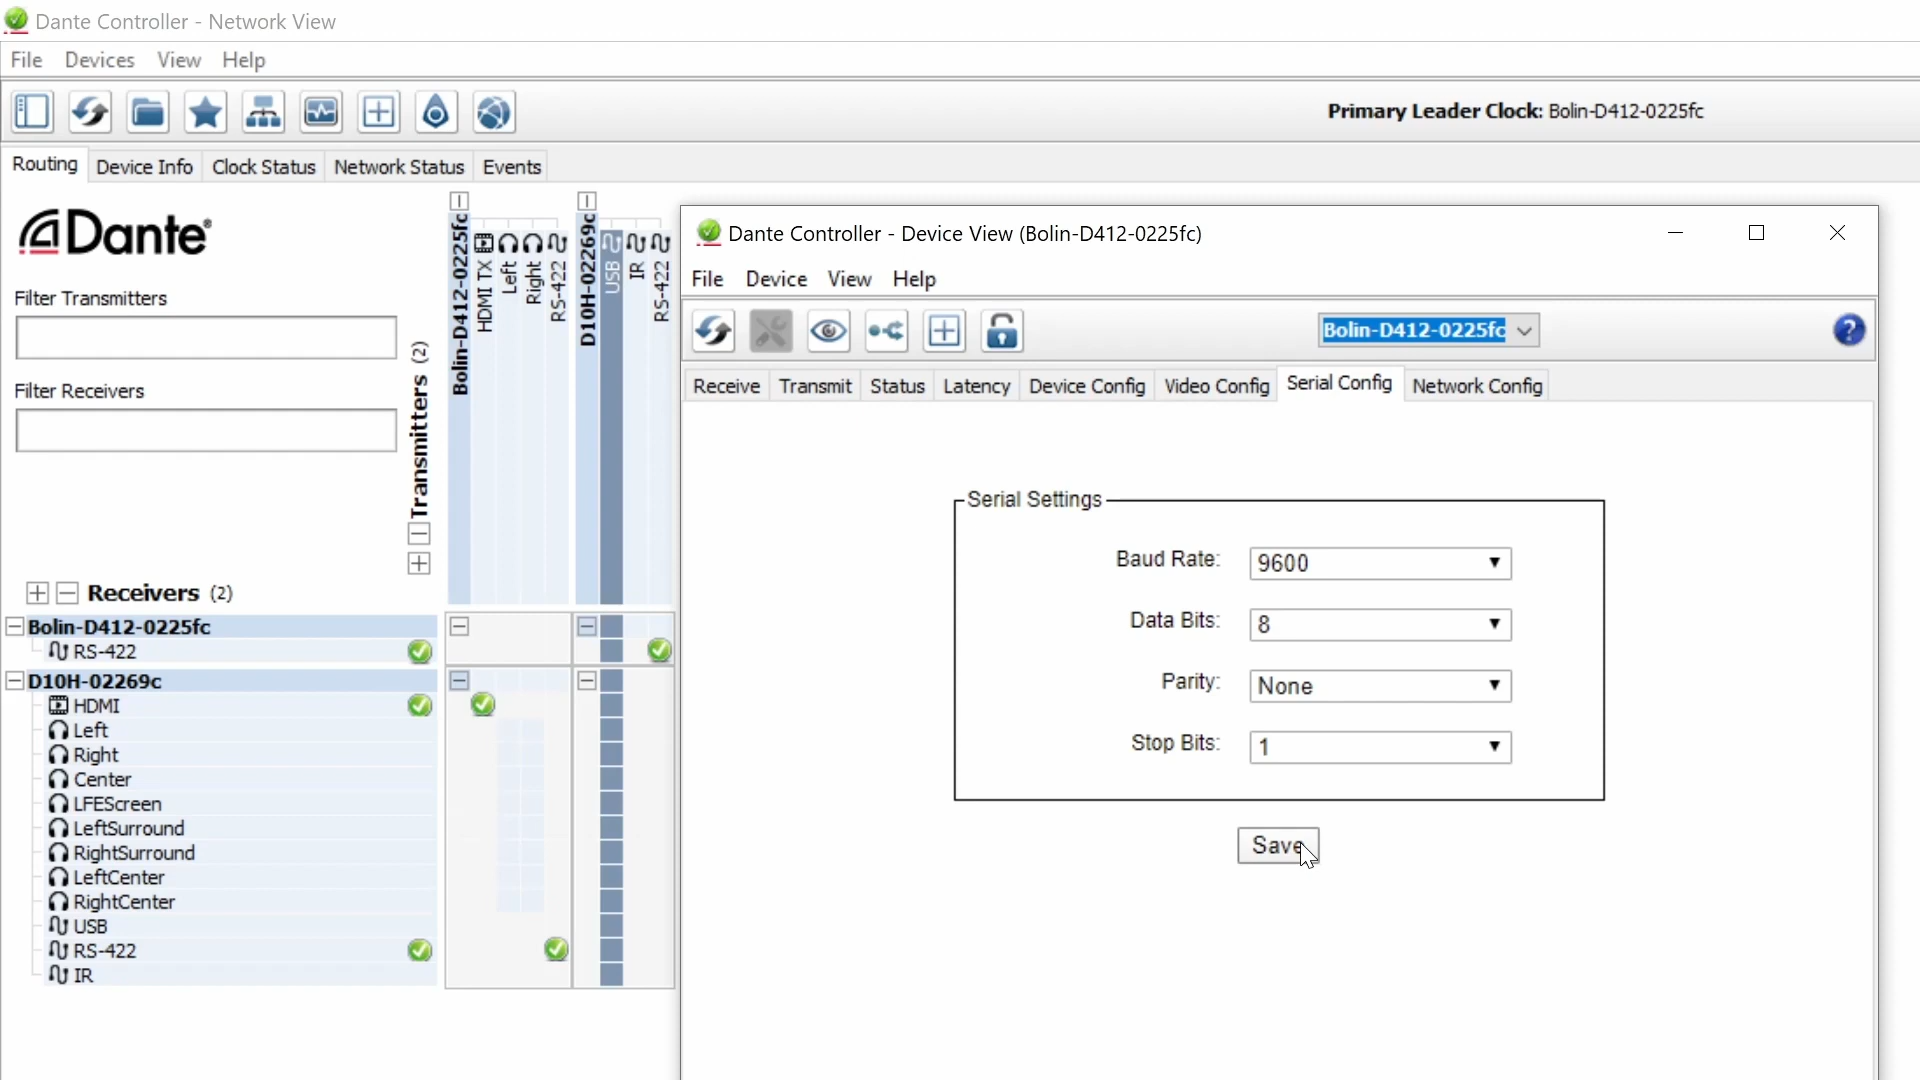 Dante Controller - Network View
File Devices View Help
Primary Leader Clock: Bolin-D412-0225fc
Routing Device Info Clock Status Network Status Events
Dante®
Filter Transmitters
Filter Receivers
Transmitters (2)
Bolin-D412-0225fc
HDMI TX
Left
Right
RS-422
D10H-02269c
USB
IR
RS-422
Receivers (2)
Bolin-D412-0225fc
RS-422
D10H-02269c
HDMI
Left
Right
Center
LFEScreen
LeftSurround
RightSurround
LeftCenter
RightCenter
USB
RS-422
IR
Dante Controller - Device View (Bolin-D412-0225fc)
File Device View Help
Bolin-D412-0225fc
?
Receive Transmit Status Latency Device Config Video Config Serial Config Network Config
Serial Settings
Baud Rate: 9600
Data Bits: 8
Parity: None
Stop Bits: 1
Save